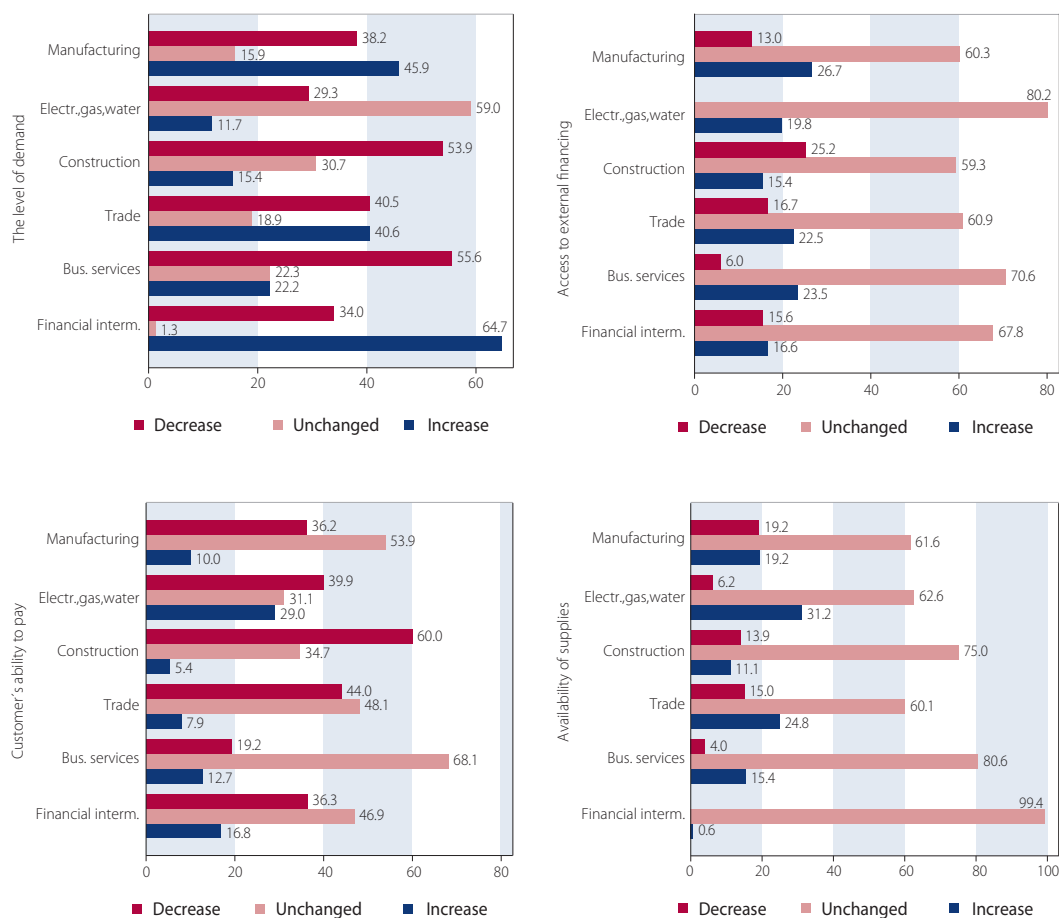 The level of demand
Manufacturing
38.2
15.9
45.9
Electr.,gas,water
29.3
59.0
11.7
Construction
53.9
30.7
15.4
Trade
40.5
18.9
40.6
Bus. services
55.6
22.3
22.2
Financial interm.
34.0
1.3
64.7
0 20 40 60
Decrease Unchanged Increase
Access to external financing
Manufacturing
13.0
60.3
26.7
Electr.,gas,water
80.2
19.8
Construction
25.2
59.3
15.4
Trade
16.7
60.9
22.5
Bus. services
6.0
70.6
23.5
Financial interm.
15.6
67.8
16.6
0 20 40 60 80
Decrease Unchanged Increase
Customer´s ability to pay
Manufacturing
36.2
53.9
10.0
Electr.,gas,water
39.9
31.1
29.0
Construction
60.0
34.7
5.4
Trade
44.0
48.1
7.9
Bus. services
19.2
68.1
12.7
Financial interm.
36.3
46.9
16.8
0 20 40 60 80
Decrease Unchanged Increase
Availability of supplies
Manufacturing
19.2
61.6
19.2
Electr.,gas,water
6.2
62.6
31.2
Construction
13.9
75.0
11.1
Trade
15.0
60.1
24.8
Bus. services
4.0
80.6
15.4
Financial interm.
99.4
0.6
0 20 40 60 80 100
Decrease Unchanged Increase